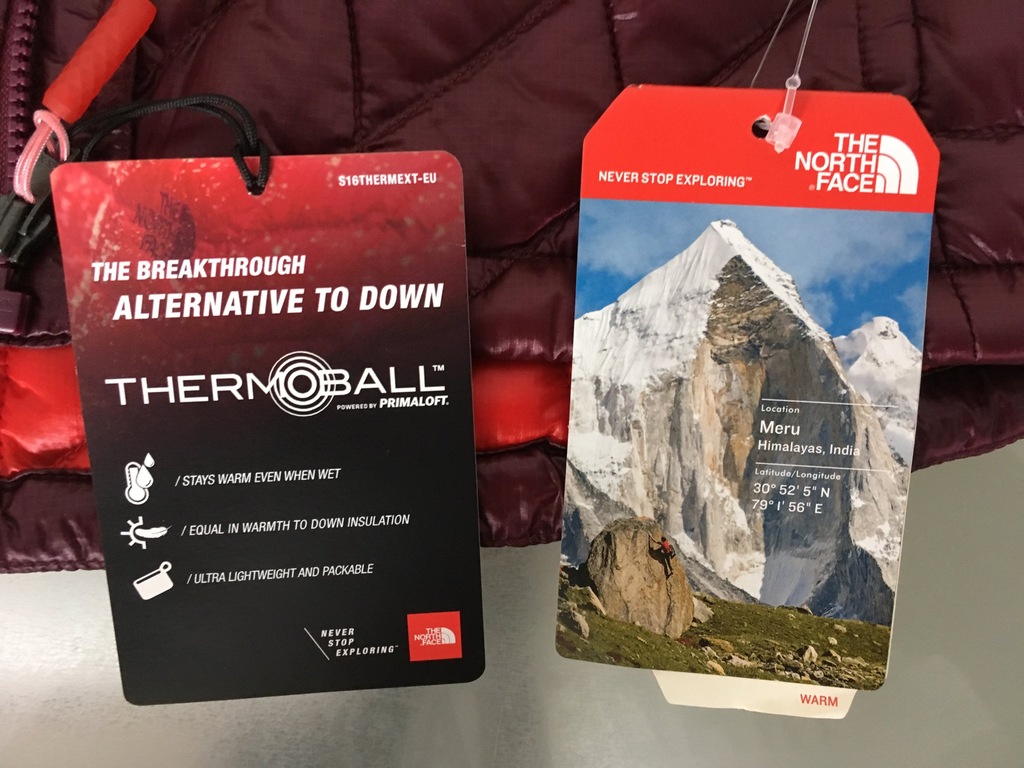 S16THERMEXT-EU
THE BREAKTHROUGH
ALTERNATIVE TO DOWN
THERMOBALL™
POWERED BY PRIMALOFT.
/ STAYS WARM EVEN WHEN WET
/ EQUAL IN WARMTH TO DOWN INSULATION
/ ULTRA LIGHTWEIGHT AND PACKABLE
NEVER
STOP
EXPLORING™
THE
NORTH
FACE
NEVER STOP EXPLORING™
THE
NORTH
FACE
Location
Meru
Himalayas, India
Latitude/Longitude
30° 52' 5" N
79° 1' 56" E
WARM